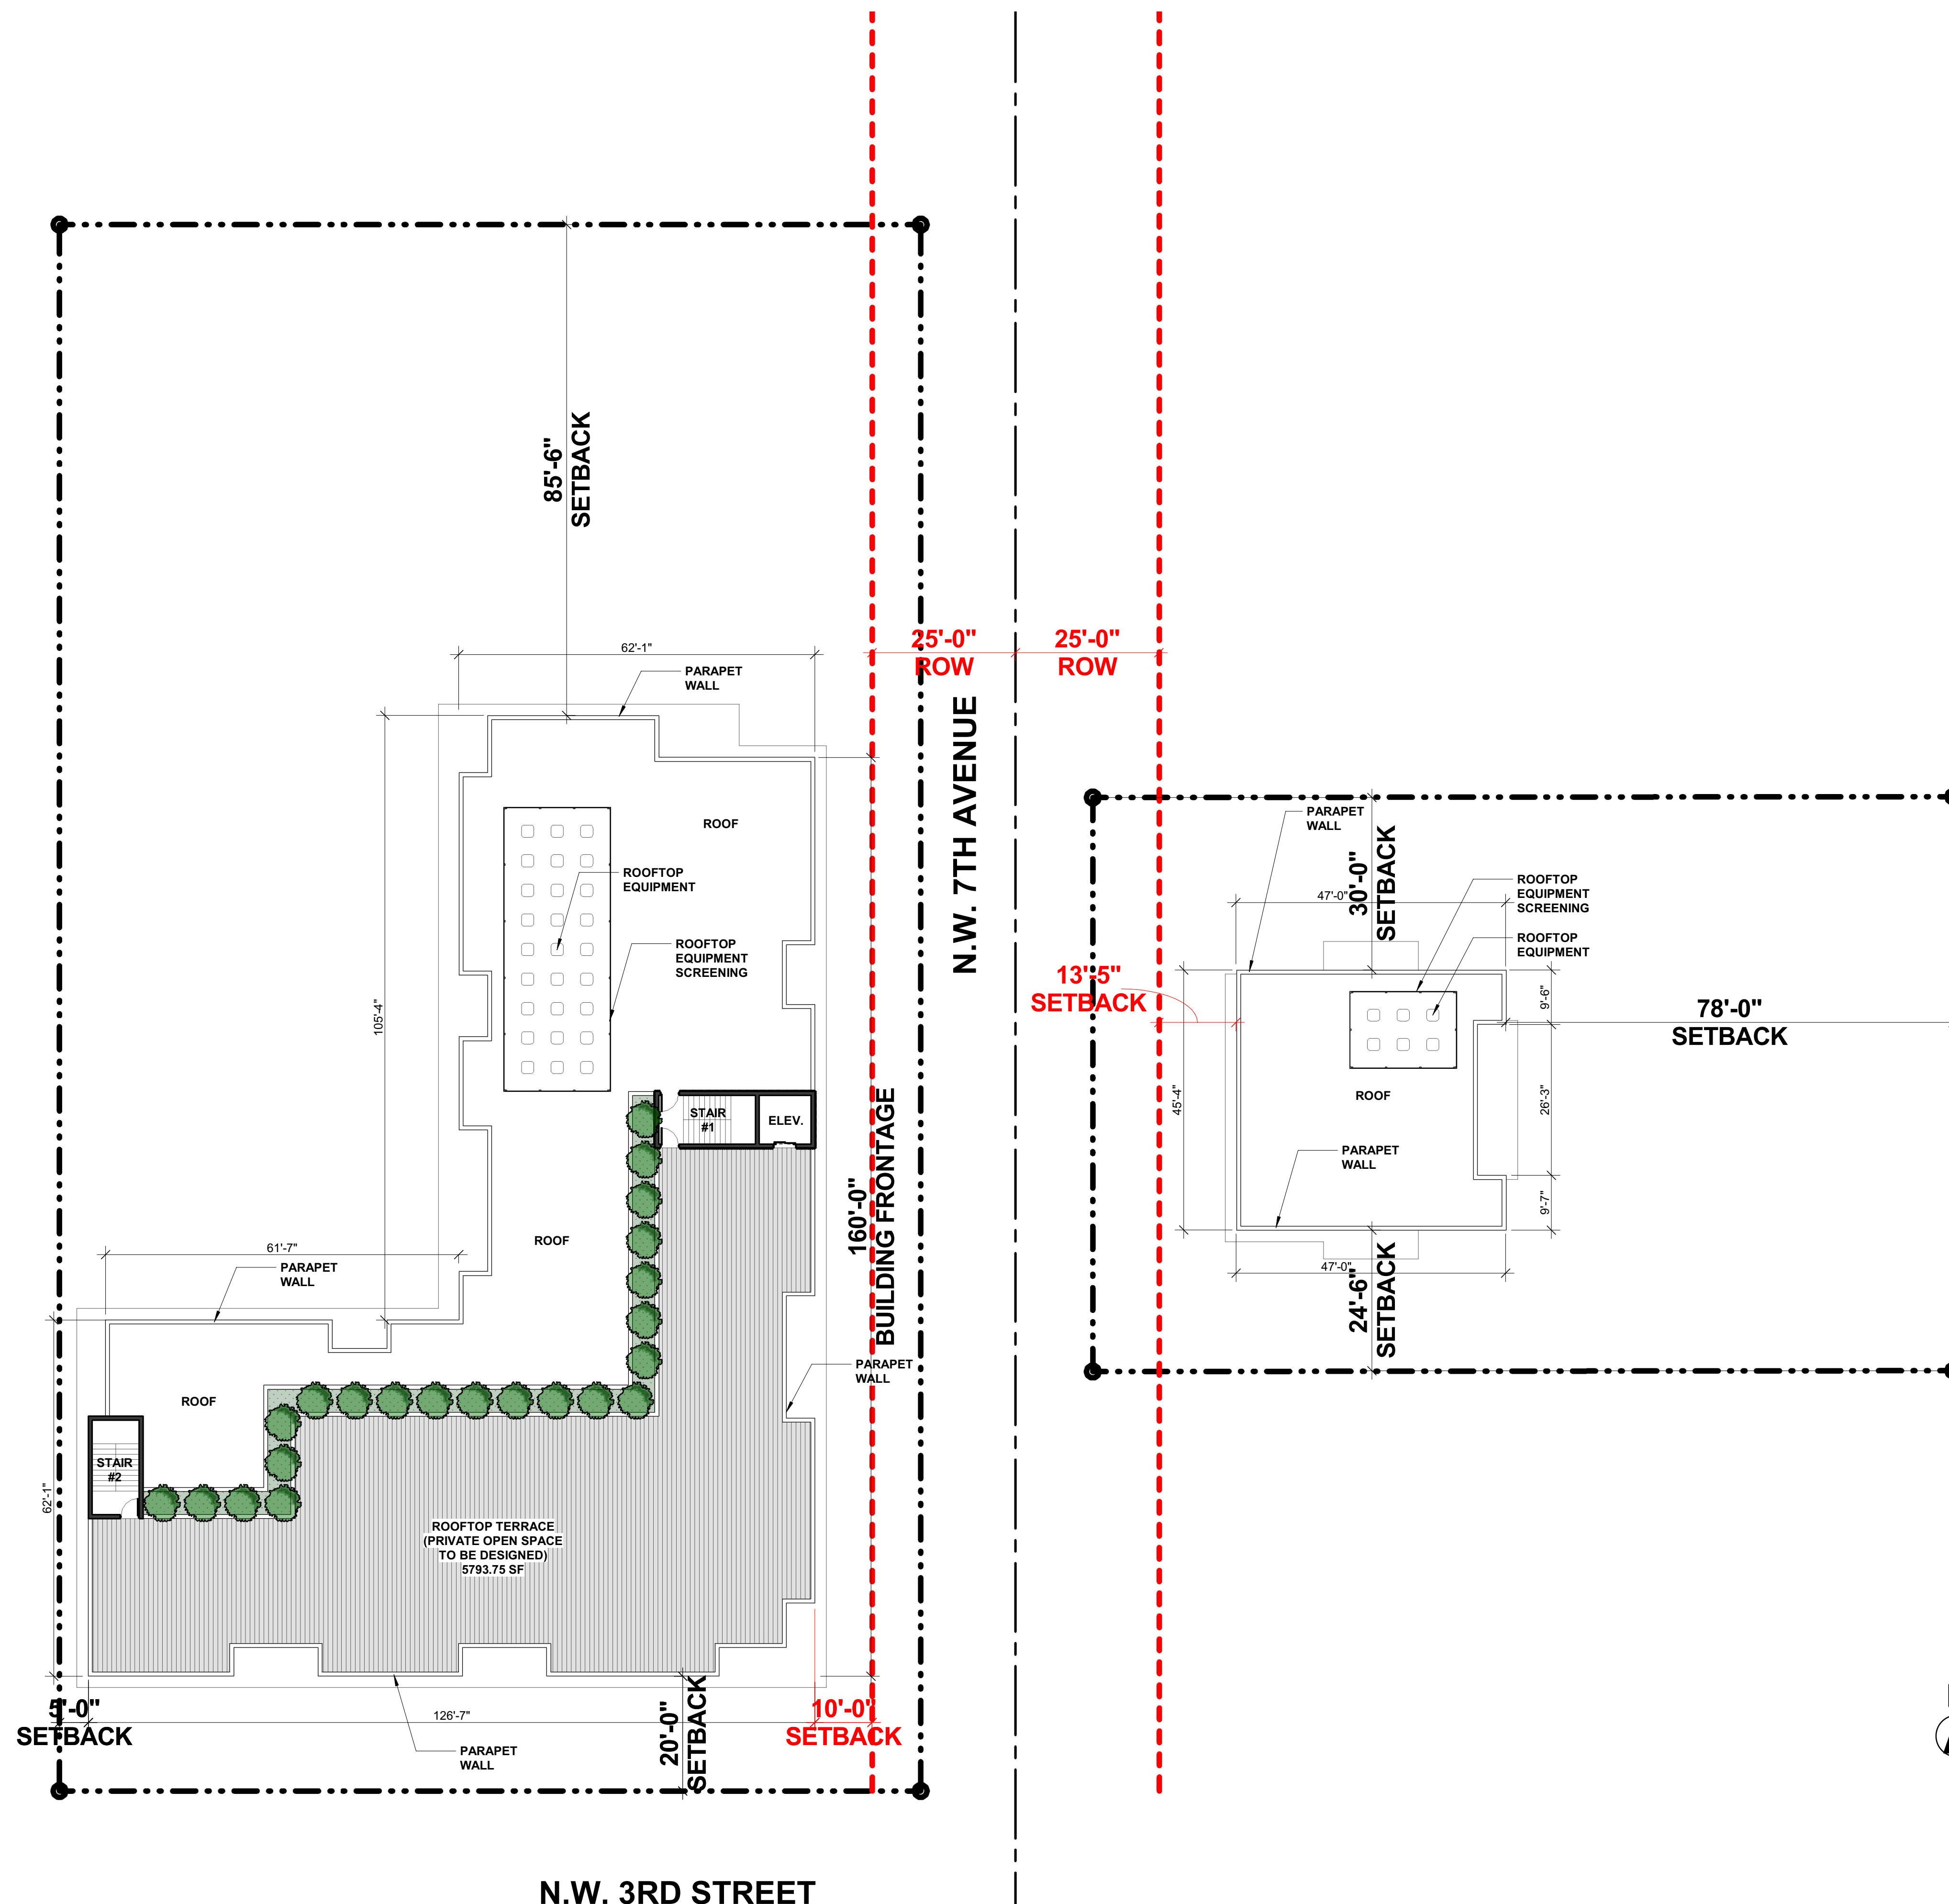 85'-6"
SETBACK
25'-0"
ROW
25'-0"
ROW
62'-1"
PARAPET
WALL
N.W. 7TH AVENUE
ROOF
ROOFTOP
EQUIPMENT
ROOFTOP
EQUIPMENT
SCREENING
105'-4"
STAIR
#1
ELEV.
160'-0"
BUILDING FRONTAGE
ROOF
61'-7"
PARAPET
WALL
PARAPET
WALL
ROOF
STAIR
#2
62'-1"
ROOFTOP TERRACE
(PRIVATE OPEN SPACE
TO BE DESIGNED)
5793.75 SF
5'-0"
SETBACK
126'-7"
20'-0"
SETBACK
10'-0"
SETBACK
PARAPET
WALL
N.W. 3RD STREET
PARAPET
WALL
30'-0"
SETBACK
47'-0"
ROOFTOP
EQUIPMENT
SCREENING
ROOFTOP
EQUIPMENT
13'-5"
SETBACK
9'-6"
78'-0"
SETBACK
45'-4"
ROOF
26'-3"
PARAPET
WALL
9'-7"
47'-0"
24'-6"
SETBACK